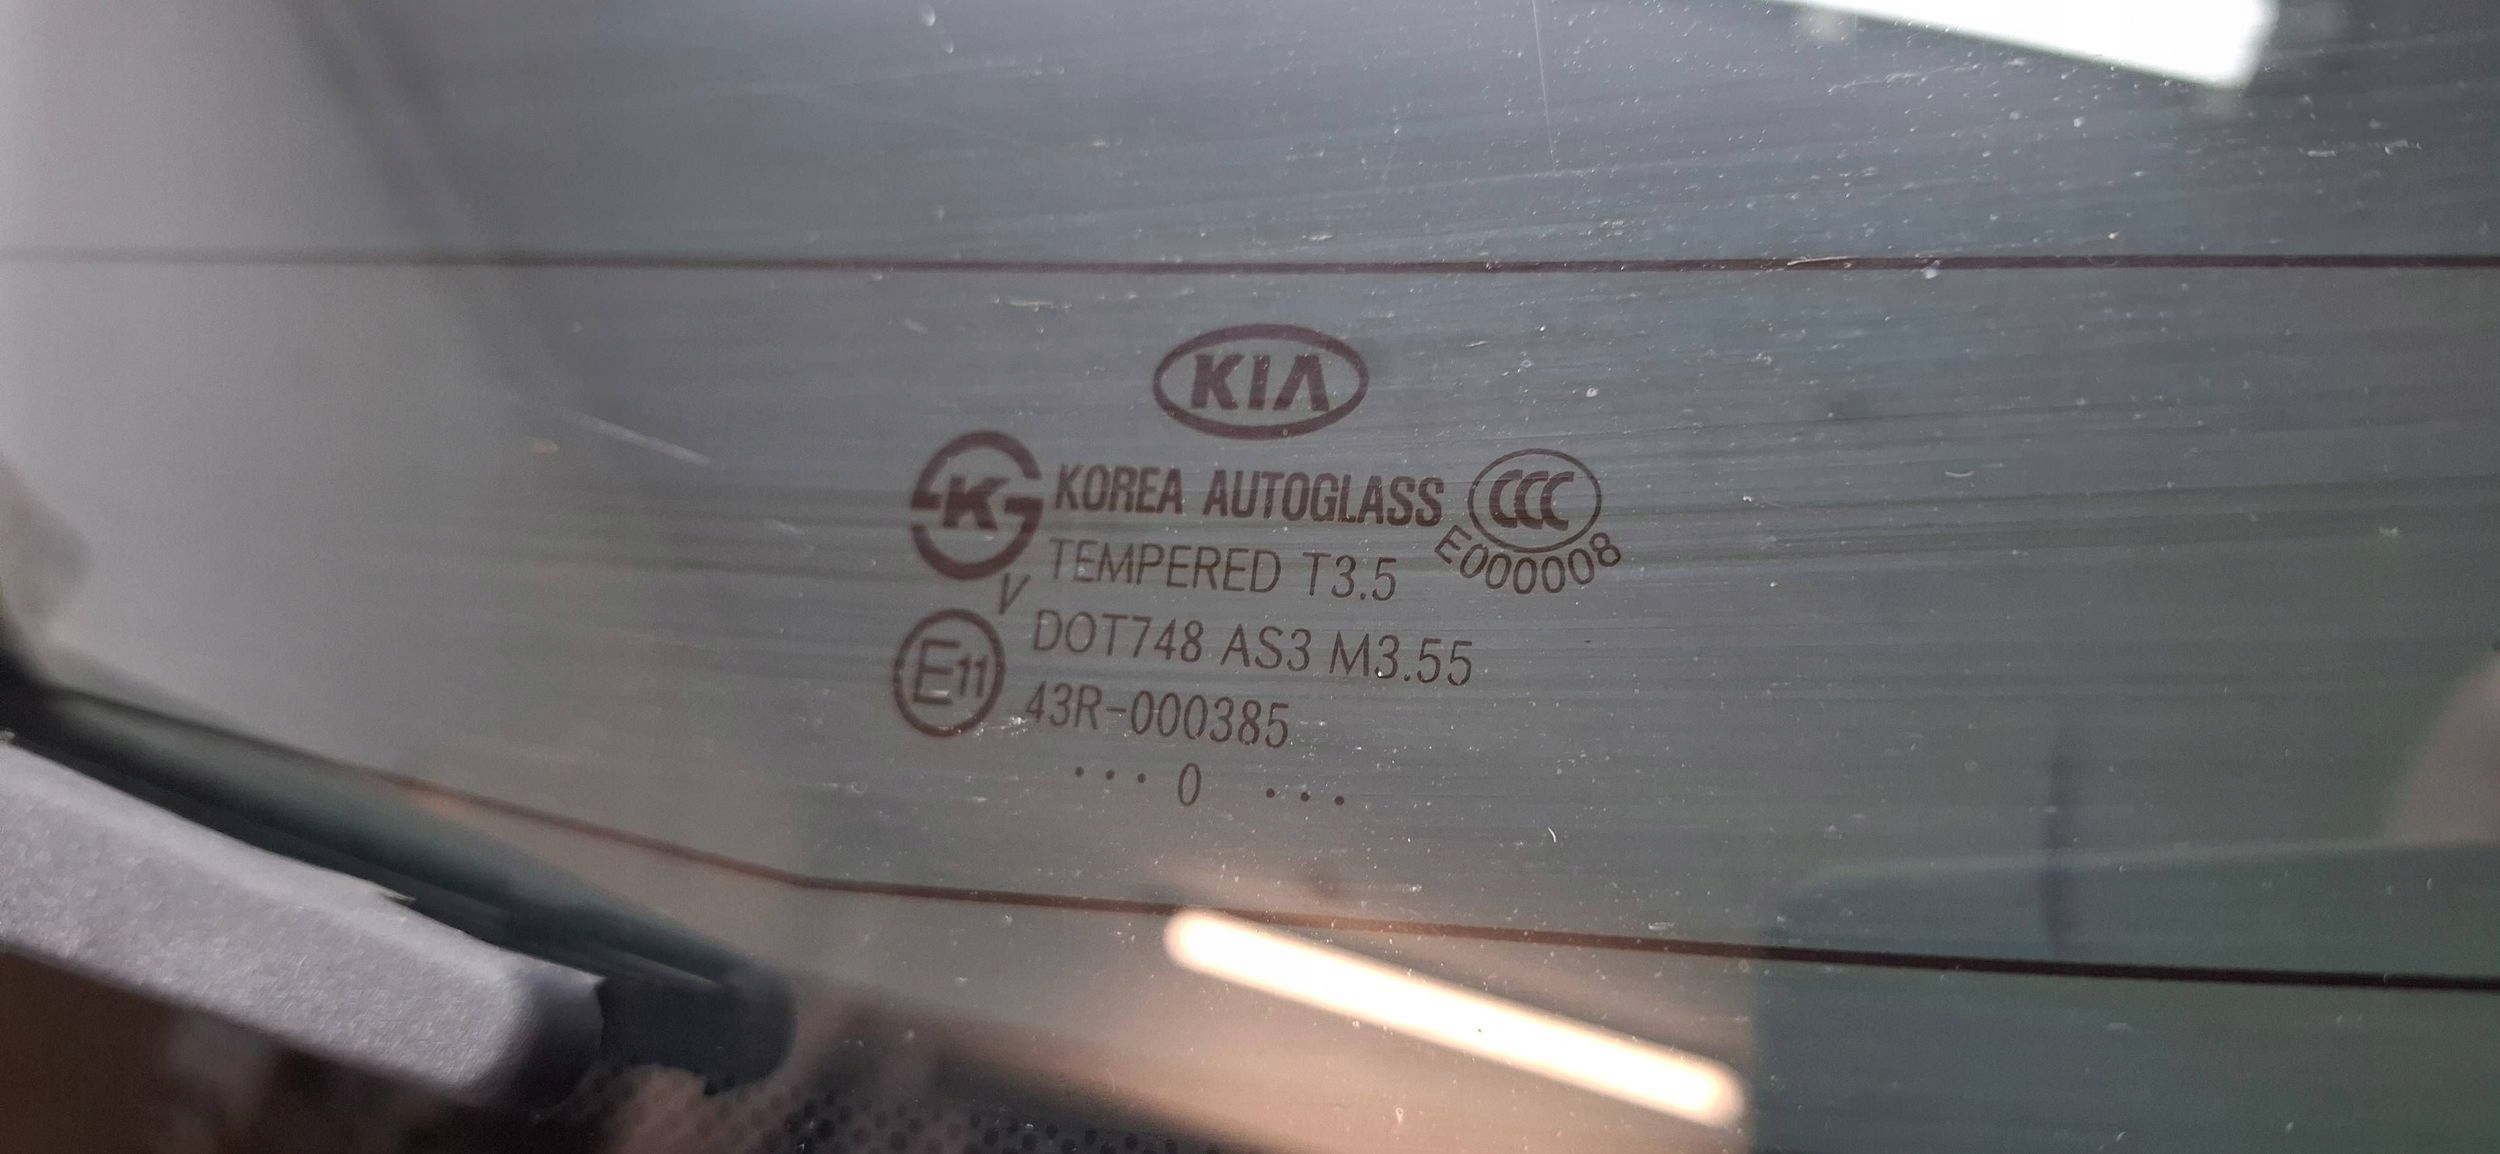 KIA
K KOREA AUTOGLASS CCC
E000008
TEMPERED T3.5
V
DOT748 AS3 M3.55
E11 43R-000385
••• 0 •••